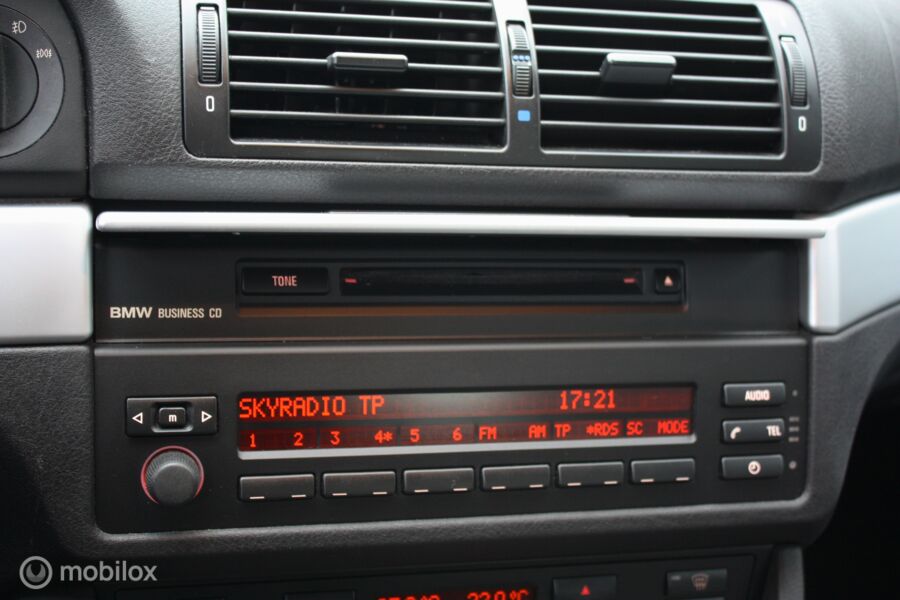 0 0
TONE
BMW BUSINESS CD
SKYRADIO TP 17:21
AUDIO
m
1 2 3 4* 5 6 FM AM TP *RDS SC MODE
TEL
mobilox